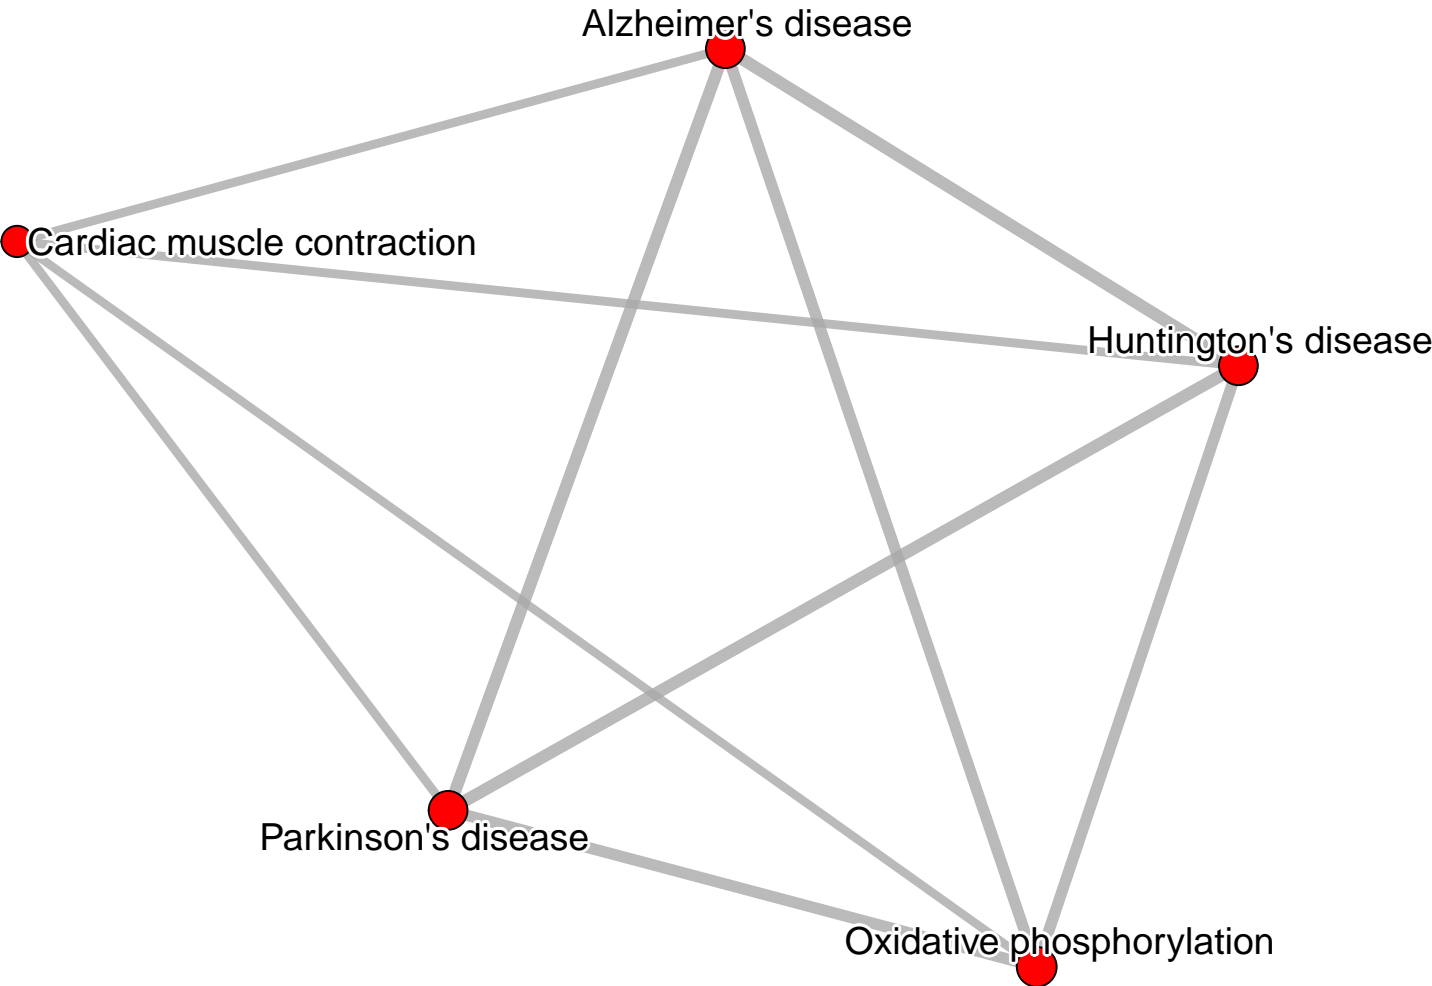 Alzheimer's disease
Cardiac muscle contraction
Huntington's disease
Parkinson's disease
Oxidative phosphorylation